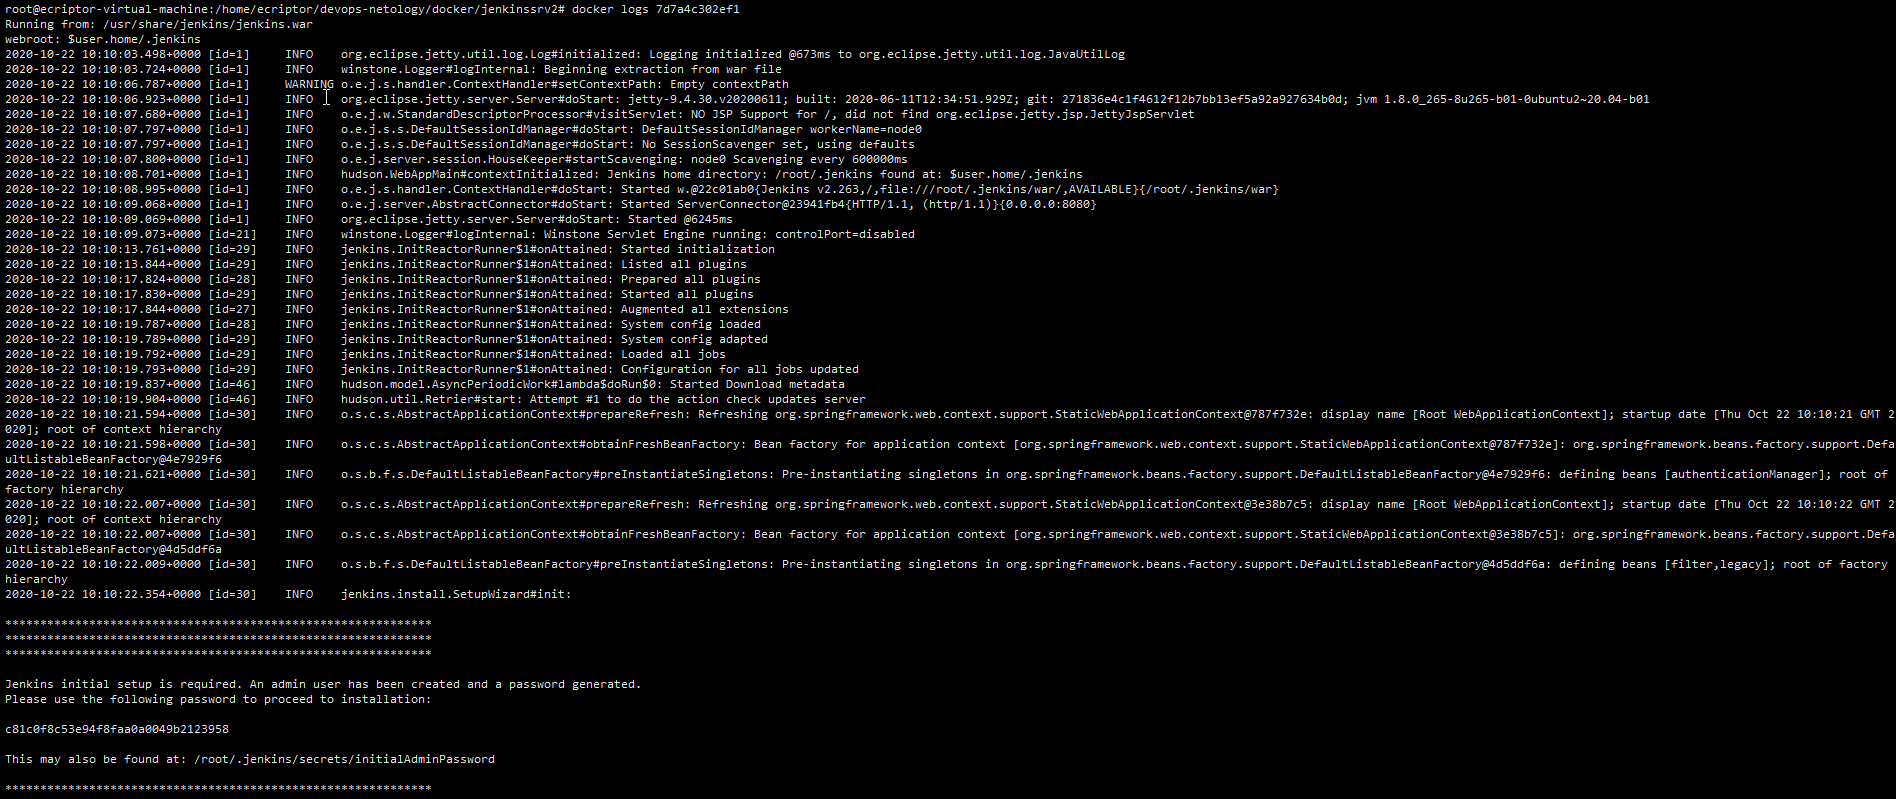 root@ecriptor-virtual-machine:/home/ecriptor/devops-netology/docker/jenkinssrv2# docker logs 7d7a4c302ef1
Running from: /usr/share/jenkins/jenkins.war
webroot: $user.home/.jenkins
2020-10-22 10:10:03.498+0000 [id=1]    INFO    org.eclipse.jetty.util.log.Log#initialized: Logging initialized @673ms to org.eclipse.jetty.util.log.JavaUtilLog
2020-10-22 10:10:03.724+0000 [id=1]    INFO    winstone.Logger#logInternal: Beginning extraction from war file
2020-10-22 10:10:06.787+0000 [id=1]    WARNING o.e.j.s.handler.ContextHandler#setContextPath: Empty contextPath
2020-10-22 10:10:06.923+0000 [id=1]    INFO    org.eclipse.jetty.server.Server#doStart: jetty-9.4.30.v20200611; built: 2020-06-11T12:34:51.929Z; git: 271836e4c1f4612f12b7bb13ef5a92a927634b0d; jvm 1.8.0_265-8u265-b01-0ubuntu2~20.04-b01
2020-10-22 10:10:07.680+0000 [id=1]    INFO    o.e.j.w.StandardDescriptorProcessor#visitServlet: NO JSP Support for /, did not find org.eclipse.jetty.jsp.JettyJspServlet
2020-10-22 10:10:07.797+0000 [id=1]    INFO    o.e.j.s.s.DefaultSessionIdManager#doStart: DefaultSessionIdManager workerName=node0
2020-10-22 10:10:07.797+0000 [id=1]    INFO    o.e.j.s.s.DefaultSessionIdManager#doStart: No SessionScavenger set, using defaults
2020-10-22 10:10:07.800+0000 [id=1]    INFO    o.e.j.server.session.HouseKeeper#startScavenging: node0 Scavenging every 600000ms
2020-10-22 10:10:08.701+0000 [id=1]    INFO    hudson.WebAppMain#contextInitialized: Jenkins home directory: /root/.jenkins found at: $user.home/.jenkins
2020-10-22 10:10:08.995+0000 [id=1]    INFO    o.e.j.s.handler.ContextHandler#doStart: Started w.@22c01ab0{Jenkins v2.263,/,file:///root/.jenkins/war/,AVAILABLE}{/root/.jenkins/war}
2020-10-22 10:10:09.068+0000 [id=1]    INFO    o.e.j.server.AbstractConnector#doStart: Started ServerConnector@23941fb4{HTTP/1.1, (http/1.1)}{0.0.0.0:8080}
2020-10-22 10:10:09.069+0000 [id=1]    INFO    org.eclipse.jetty.server.Server#doStart: Started @6245ms
2020-10-22 10:10:09.073+0000 [id=21]    INFO    winstone.Logger#logInternal: Winstone Servlet Engine running: controlPort=disabled
2020-10-22 10:10:13.761+0000 [id=29]    INFO    jenkins.InitReactorRunner$1#onAttained: Started initialization
2020-10-22 10:10:13.844+0000 [id=29]    INFO    jenkins.InitReactorRunner$1#onAttained: Listed all plugins
2020-10-22 10:10:17.824+0000 [id=28]    INFO    jenkins.InitReactorRunner$1#onAttained: Prepared all plugins
2020-10-22 10:10:17.830+0000 [id=29]    INFO    jenkins.InitReactorRunner$1#onAttained: Started all plugins
2020-10-22 10:10:17.844+0000 [id=27]    INFO    jenkins.InitReactorRunner$1#onAttained: Augmented all extensions
2020-10-22 10:10:19.787+0000 [id=28]    INFO    jenkins.InitReactorRunner$1#onAttained: System config loaded
2020-10-22 10:10:19.789+0000 [id=29]    INFO    jenkins.InitReactorRunner$1#onAttained: System config adapted
2020-10-22 10:10:19.792+0000 [id=29]    INFO    jenkins.InitReactorRunner$1#onAttained: Loaded all jobs
2020-10-22 10:10:19.793+0000 [id=29]    INFO    jenkins.InitReactorRunner$1#onAttained: Configuration for all jobs updated
2020-10-22 10:10:19.837+0000 [id=46]    INFO    hudson.model.AsyncPeriodicWork#lambda$doRun$0: Started Download metadata
2020-10-22 10:10:19.904+0000 [id=46]    INFO    hudson.util.Retrier#start: Attempt #1 to do the action check updates server
2020-10-22 10:10:21.594+0000 [id=30]    INFO    o.s.c.s.AbstractApplicationContext#prepareRefresh: Refreshing org.springframework.web.context.support.StaticWebApplicationContext@787f732e: display name [Root WebApplicationContext]; startup date [Thu Oct 22 10:10:21 GMT 2
020]; root of context hierarchy
2020-10-22 10:10:21.598+0000 [id=30]    INFO    o.s.c.s.AbstractApplicationContext#obtainFreshBeanFactory: Bean factory for application context [org.springframework.web.context.support.StaticWebApplicationContext@787f732e]: org.springframework.beans.factory.support.Defa
ultListableBeanFactory@4e7929f6
2020-10-22 10:10:21.621+0000 [id=30]    INFO    o.s.b.f.s.DefaultListableBeanFactory#preInstantiateSingletons: Pre-instantiating singletons in org.springframework.beans.factory.support.DefaultListableBeanFactory@4e7929f6: defining beans [authenticationManager]; root of
factory hierarchy
2020-10-22 10:10:22.007+0000 [id=30]    INFO    o.s.c.s.AbstractApplicationContext#prepareRefresh: Refreshing org.springframework.web.context.support.StaticWebApplicationContext@3e38b7c5: display name [Root WebApplicationContext]; startup date [Thu Oct 22 10:10:22 GMT 2
020]; root of context hierarchy
2020-10-22 10:10:22.007+0000 [id=30]    INFO    o.s.c.s.AbstractApplicationContext#obtainFreshBeanFactory: Bean factory for application context [org.springframework.web.context.support.StaticWebApplicationContext@3e38b7c5]: org.springframework.beans.factory.support.Defa
ultListableBeanFactory@4d5ddf6a
2020-10-22 10:10:22.009+0000 [id=30]    INFO    o.s.b.f.s.DefaultListableBeanFactory#preInstantiateSingletons: Pre-instantiating singletons in org.springframework.beans.factory.support.DefaultListableBeanFactory@4d5ddf6a: defining beans [filter,legacy]; root of factory
hierarchy
2020-10-22 10:10:22.354+0000 [id=30]    INFO    jenkins.install.SetupWizard#init:
*************************************************************
*************************************************************
*************************************************************
Jenkins initial setup is required. An admin user has been created and a password generated.
Please use the following password to proceed to installation:
c81c0f8c53e94f8faa0a0049b2123958
This may also be found at: /root/.jenkins/secrets/initialAdminPassword
*************************************************************